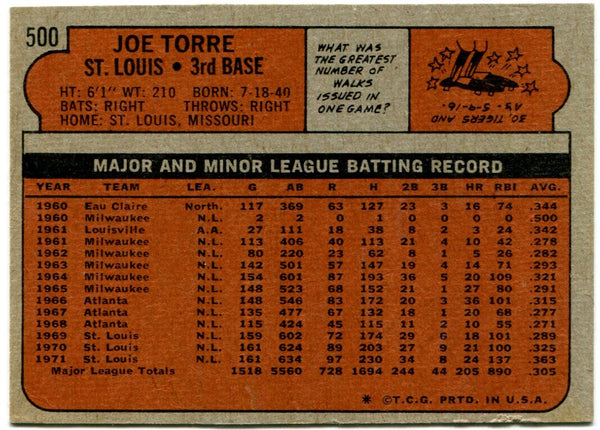 500
JOE TORRE
ST. LOUIS • 3rd BASE
HT: 6'1" WT: 210 BORN: 7-18-40
BATS: RIGHT THROWS: RIGHT
HOME: ST. LOUIS, MISSOURI
WHAT WAS
THE GREATEST
NUMBER OF
WALKS
ISSUED IN
ONE GAME?
30, TIGERS AND
A's, 5-9-16.
MAJOR AND MINOR LEAGUE BATTING RECORD
YEAR TEAM LEA. G AB R H 2B 3B HR RBI AVG.
1960 Eau Claire North. 117 369 63 127 23 3 16 74 .344
1960 Milwaukee N.L. 2 2 0 1 0 0 0 0 .500
1961 Louisville A.A. 27 111 18 38 8 2 3 24 .342
1961 Milwaukee N.L. 113 406 40 113 21 4 10 42 .278
1962 Milwaukee N.L. 80 220 23 62 8 1 5 26 .282
1963 Milwaukee N.L. 142 501 57 147 19 4 14 71 .293
1964 Milwaukee N.L. 154 601 87 193 36 5 20 109 .321
1965 Milwaukee N.L. 148 523 68 152 21 1 27 80 .291
1966 Atlanta N.L. 148 546 83 172 20 3 36 101 .315
1967 Atlanta N.L. 135 477 67 132 18 1 20 68 .277
1968 Atlanta N.L. 115 424 45 115 11 2 10 55 .271
1969 St. Louis N.L. 159 602 72 174 29 6 18 101 .289
1970 St. Louis N.L. 161 624 89 203 27 9 21 100 .325
1971 St. Louis N.L. 161 634 97 230 34 8 24 137 .363
Major League Totals 1518 5560 728 1694 244 44 205 890 .305
* ©T.C.G. PRTD. IN U.S.A.